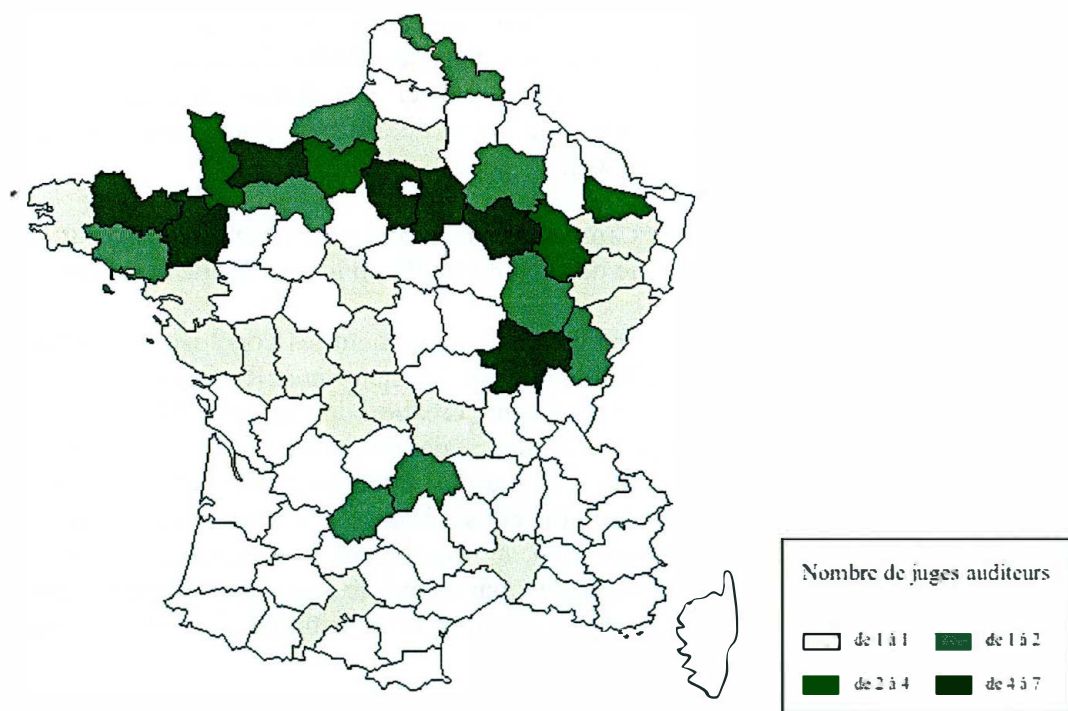 Nombre de juges auditeurs
de 1 à 1
de 1 à 2
de 2 à 4
de 4 à 7